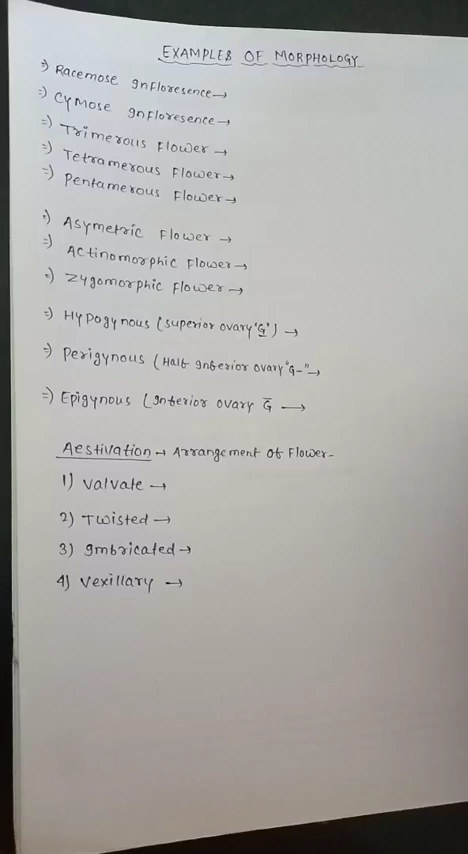 EXAMPLES OF MORPHOLOGY
⇒) Racemose Infloresence→
⇒) Cymose Infloresence→
⇒) Trimerous Flower→
⇒) Tetramerous Flower→
⇒) Pentamerous Flower→
⇒) Asymetric Flower→
⇒) Actinomorphic Flower→
⇒) Zygomorphic Flower→
⇒) Hypogynous (Superior ovary "G̲")→
⇒) Perigynous (Half Inferior ovary "G-"→
⇒) Epigynous (Inferior ovary G̅ →
Aestivation→ Arrangement of Flower-
1) Valvate→
2) Twisted→
3) Imbricated→
4) Vexillary→